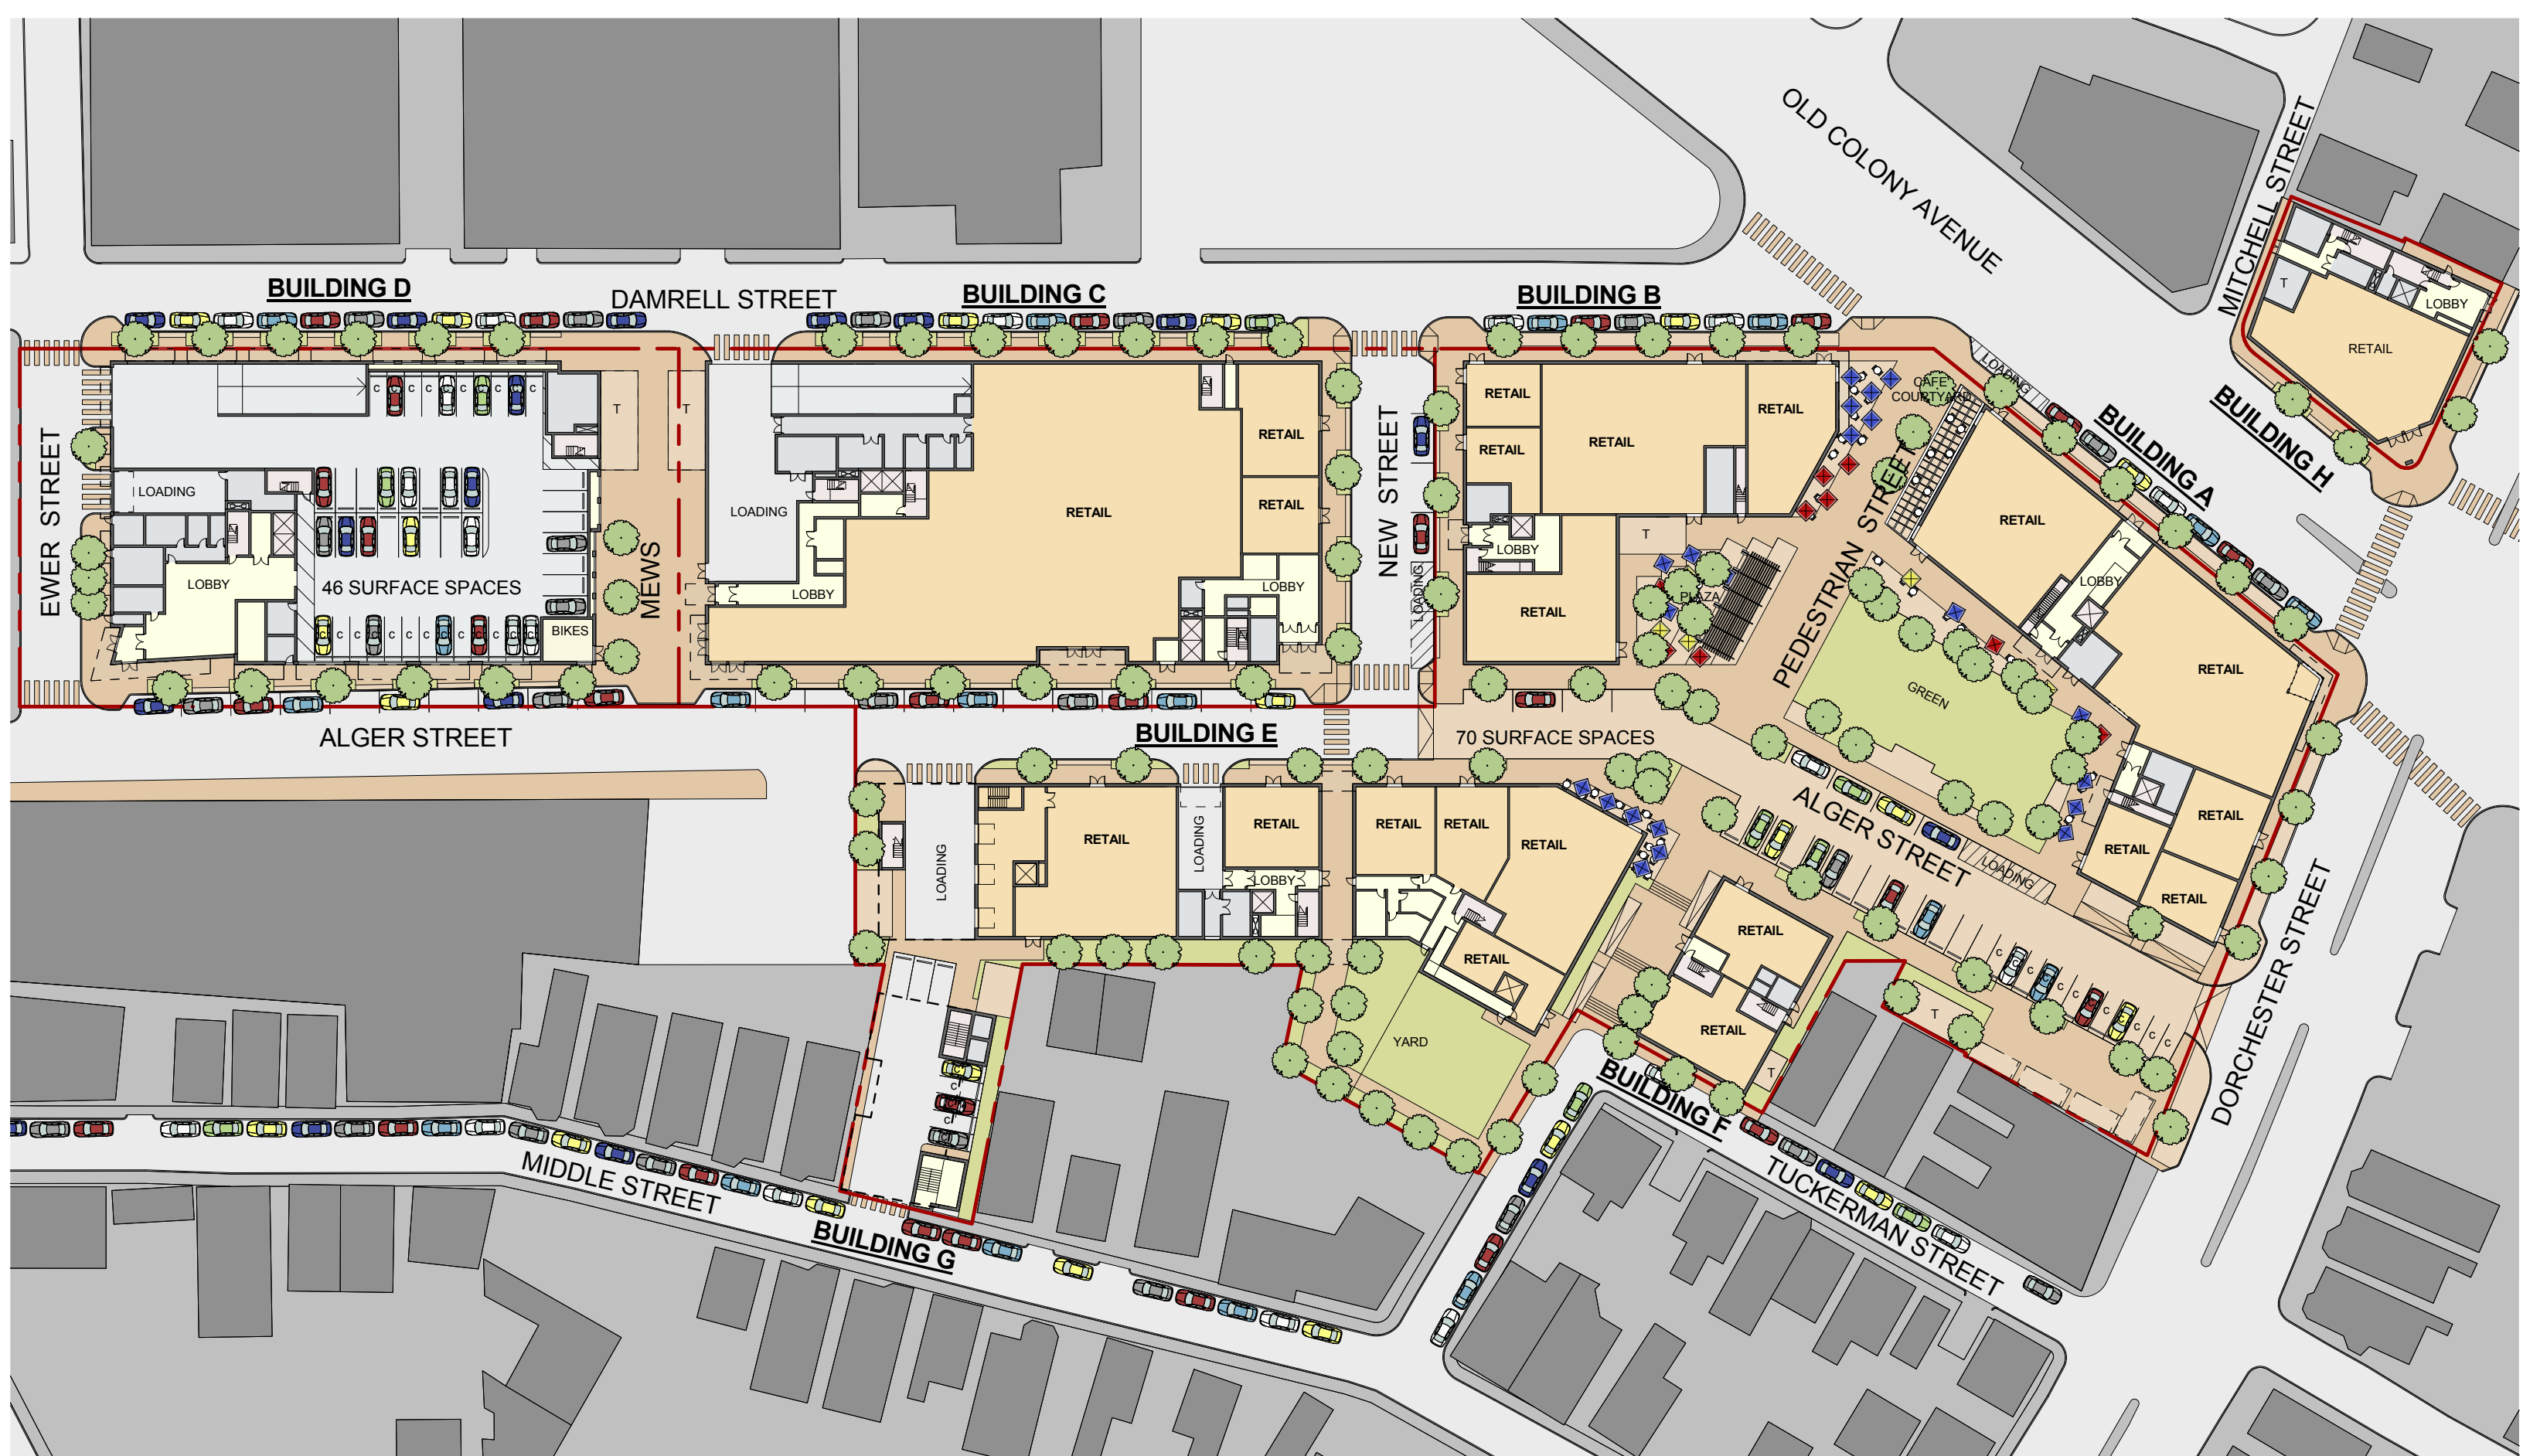 OLD COLONY AVENUE
MITCHELL STREET
BUILDING D
DAMRELL STREET
BUILDING C
BUILDING B
BUILDING A
BUILDING H
T
LOBBY
RETAIL
LOADING
CAFE
COURTYARD
C
C
C
C
C
C
T
T
RETAIL
RETAIL
RETAIL
RETAIL
RETAIL
RETAIL
EWER STREET
LOADING
LOBBY
46 SURFACE SPACES
C
C
C
C
C
C
C
C
C
C
C
BIKES
MEWS
LOADING
LOBBY
RETAIL
RETAIL
LOBBY
NEW STREET
LOADING
LOBBY
RETAIL
T
PLAZA
PEDESTRIAN STREET
RETAIL
LOBBY
RETAIL
GREEN
ALGER STREET
BUILDING E
70 SURFACE SPACES
ALGER STREET
LOADING
RETAIL
RETAIL
RETAIL
LOADING
RETAIL
LOADING
RETAIL
LOBBY
RETAIL
RETAIL
RETAIL
RETAIL
RETAIL
RETAIL
YARD
T
T
C
C
C
C
C
C
C
C
C
C
DORCHESTER STREET
C
C
C
C
MIDDLE STREET
BUILDING G
BUILDING F
TUCKERMAN STREET